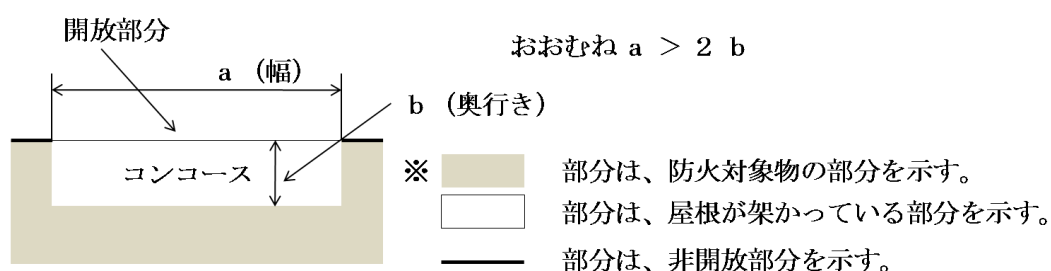 開放部分
おおむね a > 2 b
a (幅)
b (奥行き)
コンコース
※ 部分は、防火対象物の部分を示す。
部分は、屋根が架かっている部分を示す。
部分は、非開放部分を示す。